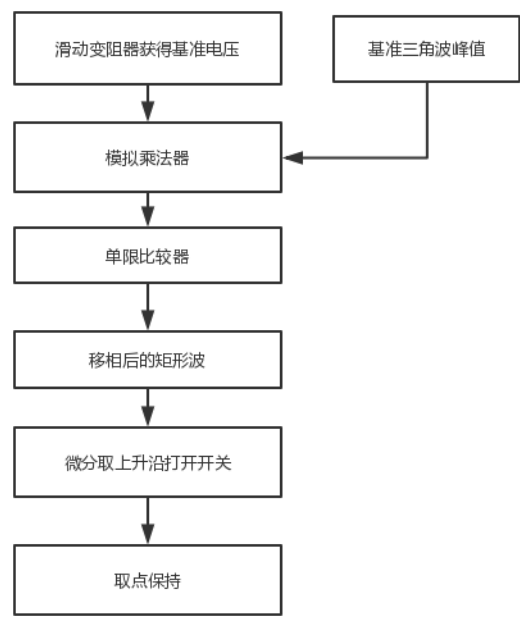 滑动变阻器获得基准电压
基准三角波峰值
模拟乘法器
单限比较器
移相后的矩形波
微分取上升沿打开开关
取点保持